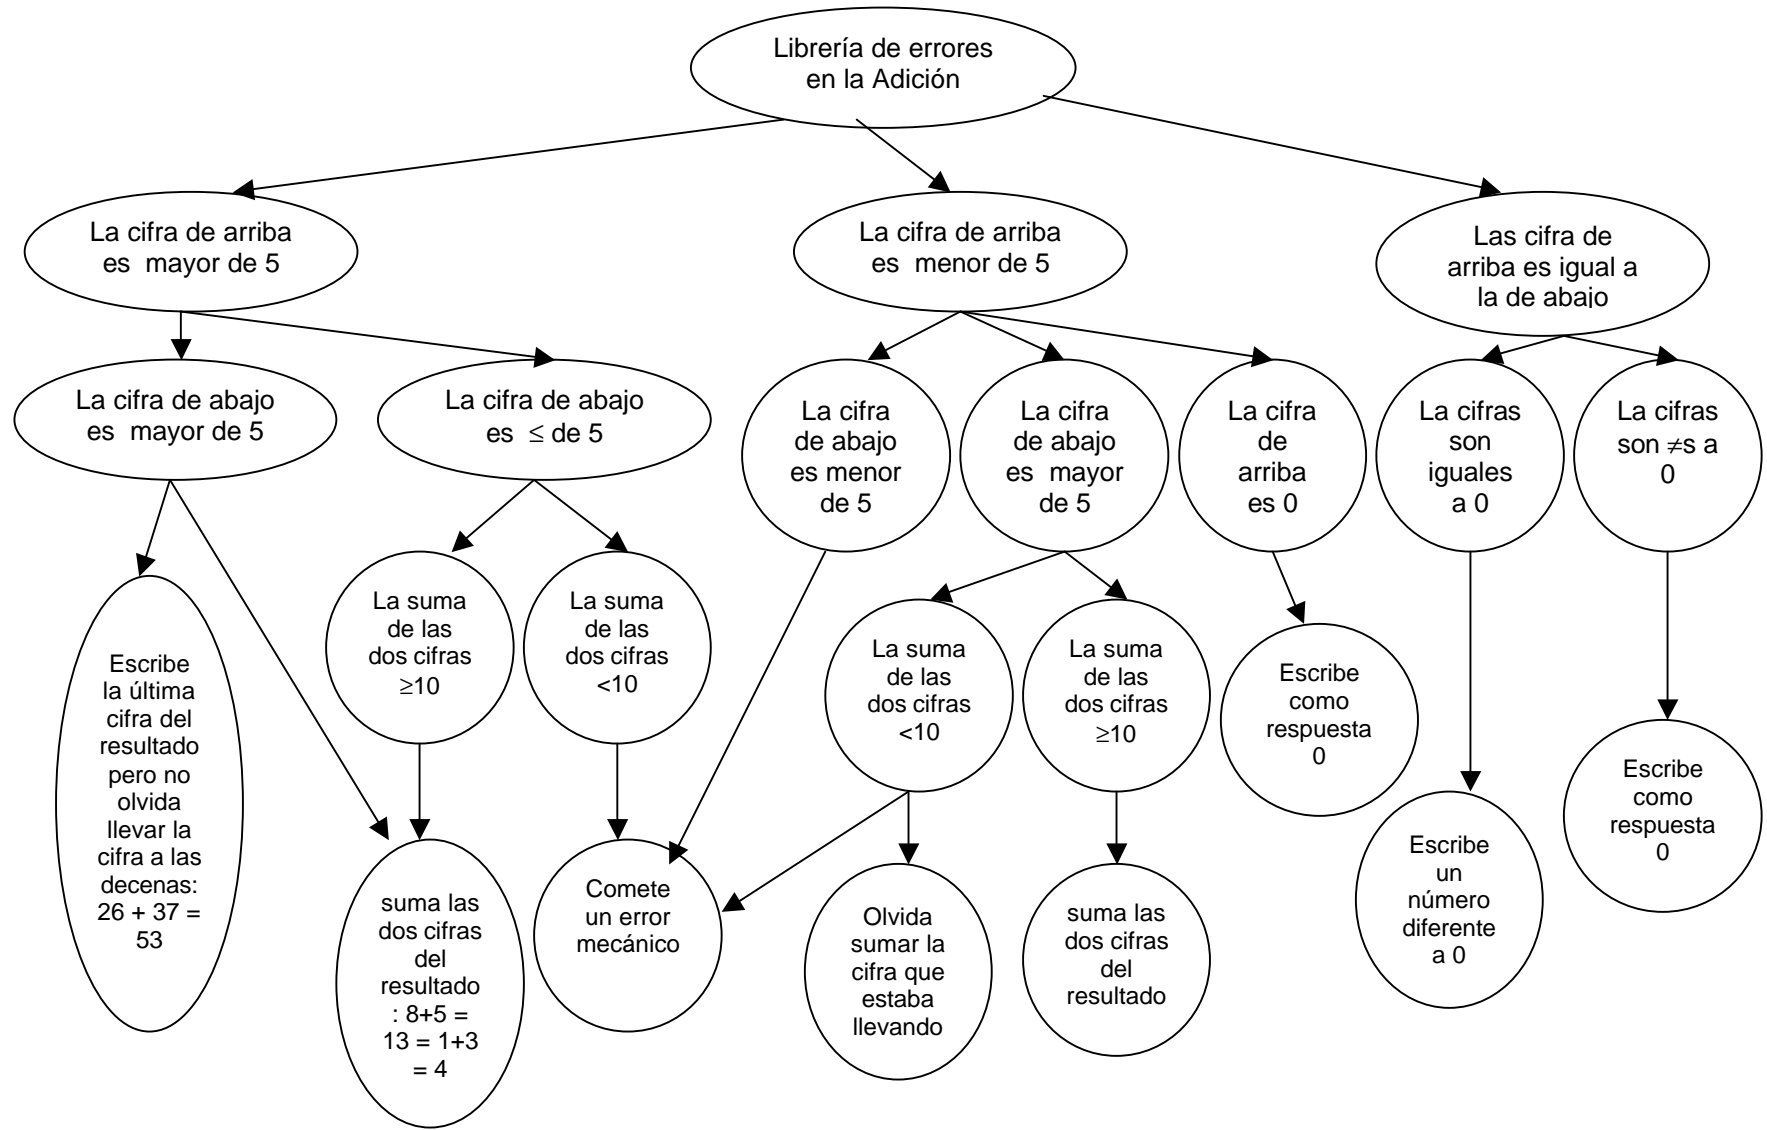 Librería de errores
en la Adición
La cifra de arriba
es mayor de 5
La cifra de arriba
es menor de 5
Las cifra de
arriba es igual a
la de abajo
La cifra de abajo
es mayor de 5
La cifra de abajo
es ≤ de 5
La cifra
de abajo
es menor
de 5
La cifra
de abajo
es mayor
de 5
La cifra
de
arriba
es 0
La cifras
son
iguales
a 0
La cifras
son ≠s a
0
Escribe
la última
cifra del
resultado
pero no
olvida
llevar la
cifra a las
decenas:
26 + 37 =
53
La suma
de las
dos cifras
≥10
La suma
de las
dos cifras
<10
La suma
de las
dos cifras
<10
La suma
de las
dos cifras
≥10
Escribe
como
respuesta
0
Escribe
un
número
diferente
a 0
Escribe
como
respuesta
0
suma las
dos cifras
del
resultado
: 8+5 =
13 = 1+3
= 4
Comete
un error
mecánico
Olvida
sumar la
cifra que
estaba
llevando
suma las
dos cifras
del
resultado